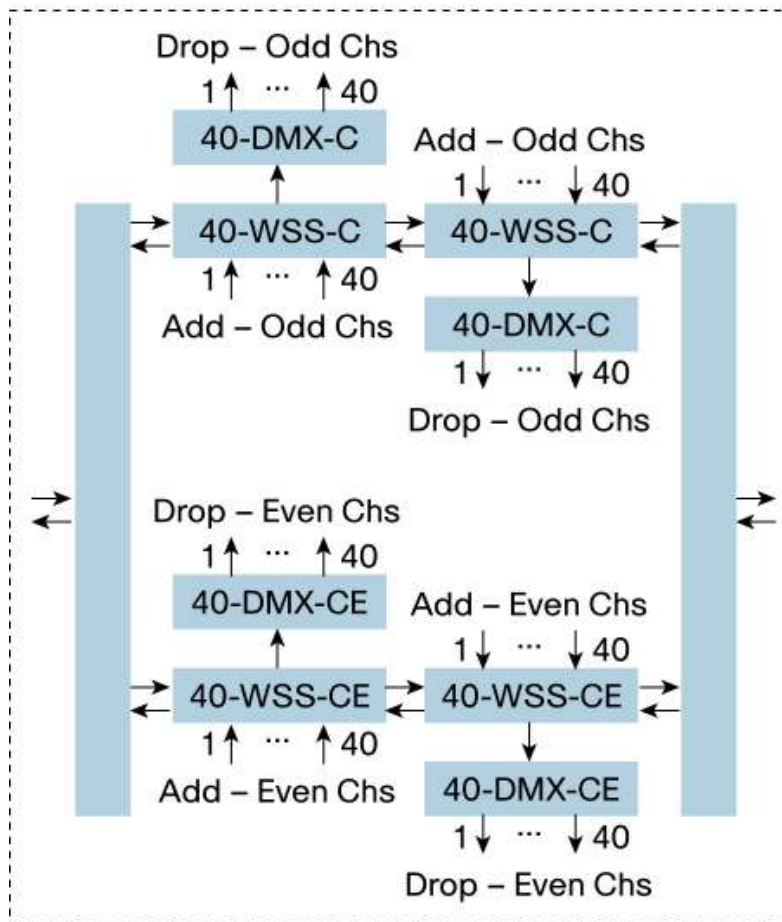 Drop – Odd Chs
1 ... 40
40-DMX-C
Add – Odd Chs
1 ... 40
40-WSS-C
40-WSS-C
1 ... 40
Add – Odd Chs
40-DMX-C
1 ... 40
Drop – Odd Chs
Drop – Even Chs
1 ... 40
40-DMX-CE
Add – Even Chs
1 ... 40
40-WSS-CE
40-WSS-CE
1 ... 40
Add – Even Chs
40-DMX-CE
1 ... 40
Drop – Even Chs